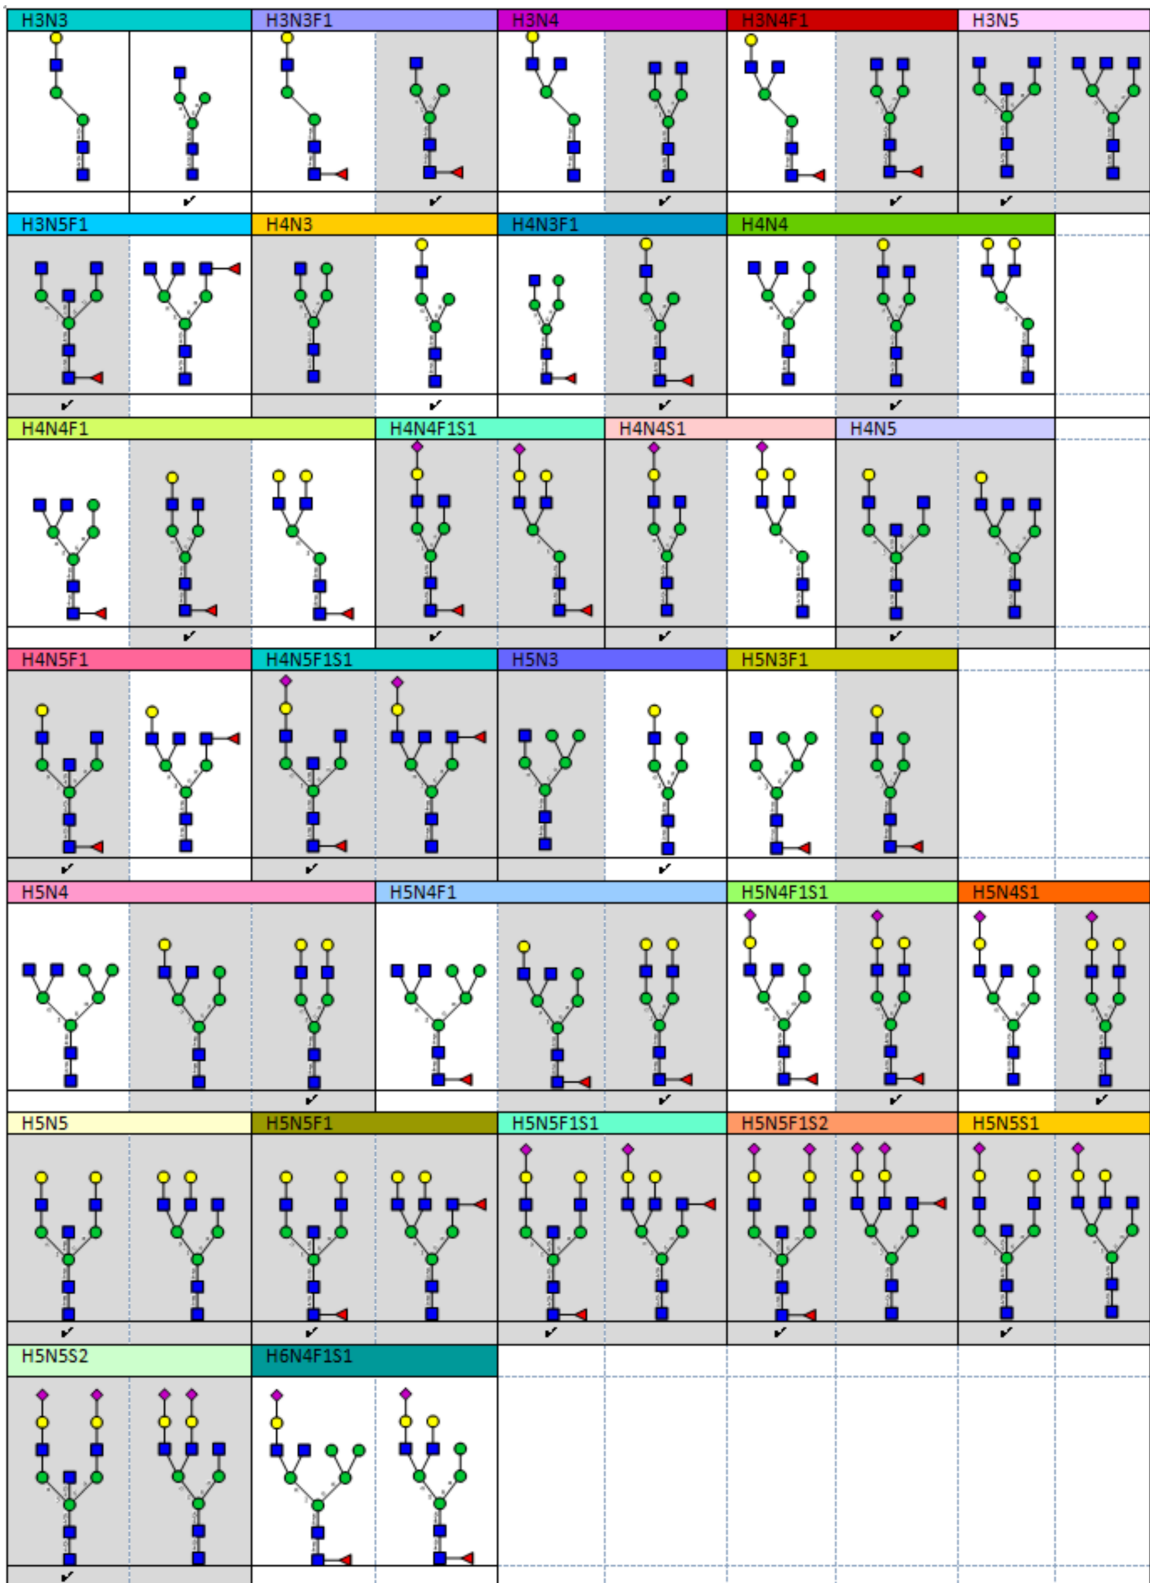 H3N3 H3N3F1 H3N4 H3N4F1 H3N5
✓ ✓ ✓ ✓
H3N5F1 H4N3 H4N3F1 H4N4
✓ ✓ ✓ ✓
H4N4F1 H4N4F1S1 H4N4S1 H4N5
✓ ✓ ✓ ✓
H4N5F1 H4N5F1S1 H5N3 H5N3F1
✓ ✓ ✓
H5N4 H5N4F1 H5N4F1S1 H5N4S1
✓ ✓ ✓ ✓
H5N5 H5N5F1 H5N5F1S1 H5N5F1S2 H5N5S1
✓ ✓ ✓ ✓ ✓
H5N5S2 H6N4F1S1
✓